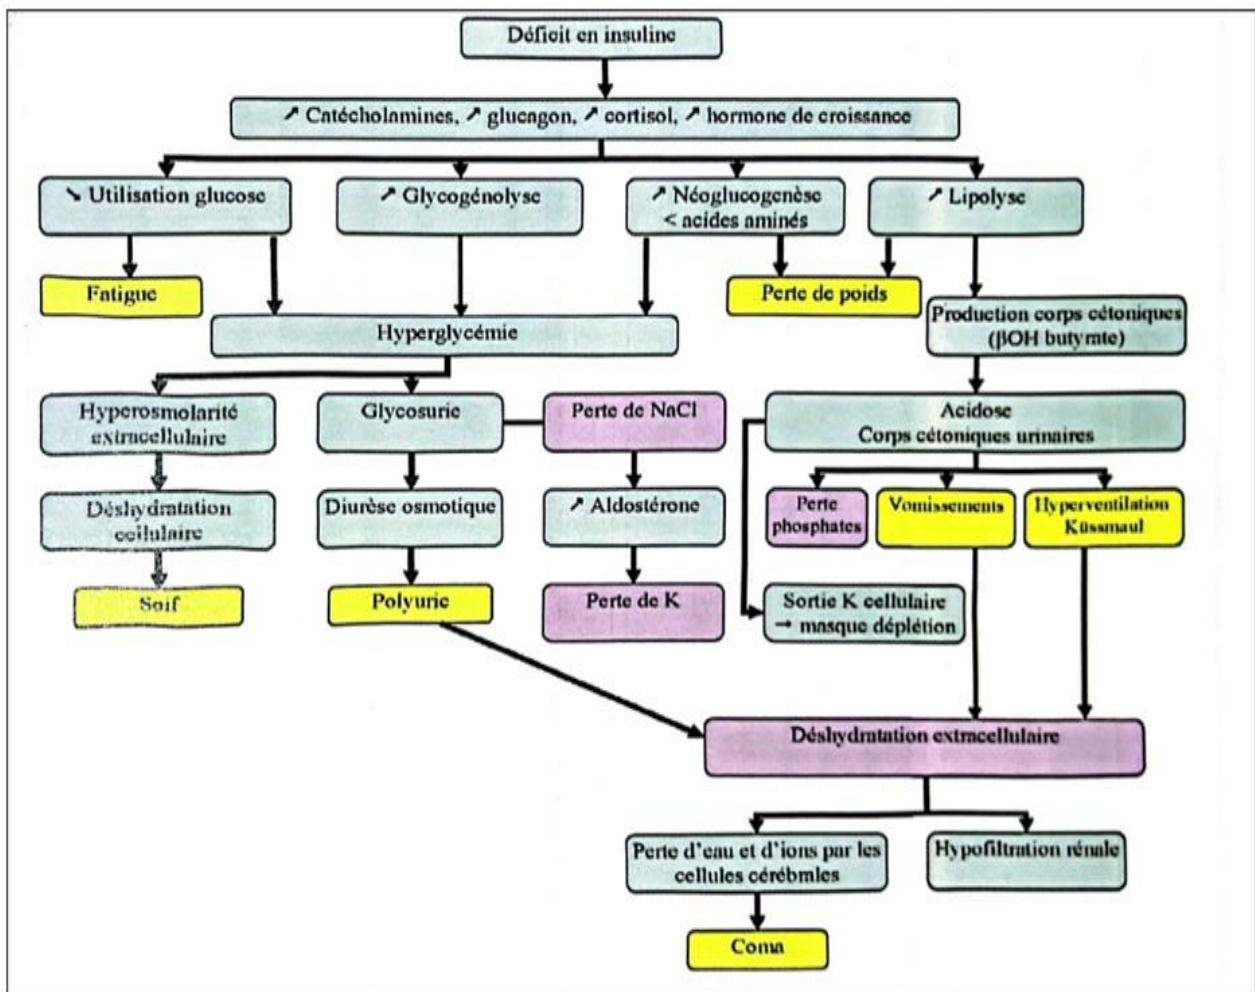 Déficit en insuline
↗ Catécholamines, ↗ glucagon, ↗ cortisol, ↗ hormone de croissance
↘ Utilisation glucose
↗ Glycogénolyse
↗ Néoglucogenèse
< acides aminés
↗ Lipolyse
Fatigue
Perte de poids
Production corps cétoniques
(βOH butyrate)
Hyperglycémie
Hyperosmolarité
extracellulaire
Glycosurie
Perte de NaCl
Acidose
Corps cétoniques urinaires
Déshydratation
cellulaire
Diurèse osmotique
↗ Aldostérone
Perte
phosphates
Vomissements
Hyperventilation
Küssmaul
Soif
Polyurie
Perte de K
Sortie K cellulaire
→ masque déplétion
Déshydratation extracellulaire
Perte d'eau et d'ions par les
cellules cérébrales
Hypofiltration rénale
Coma